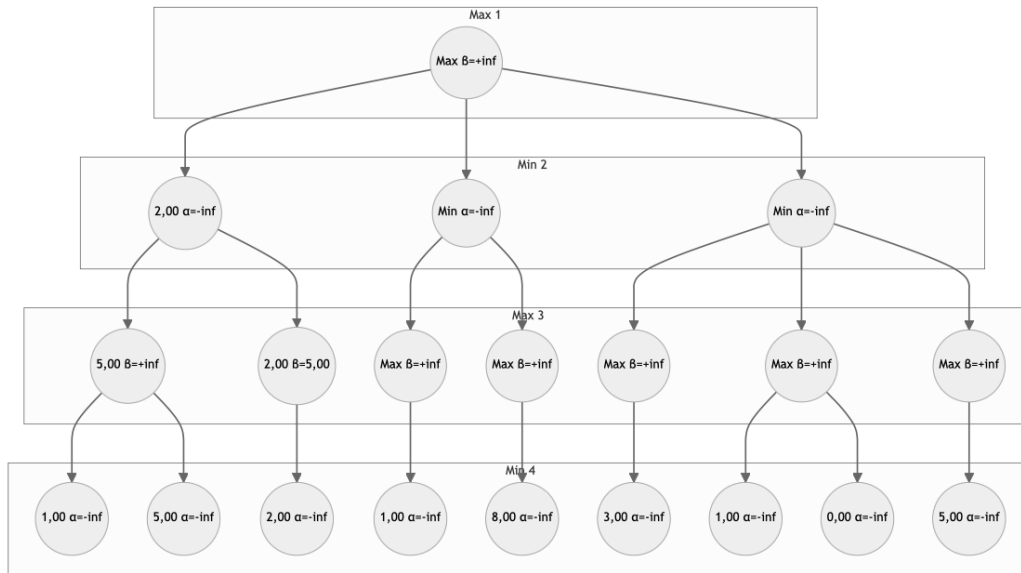 Max 1
Max β=+inf
Min 2
2,00 α=-inf
Min α=-inf
Min α=-inf
Max 3
5,00 β=+inf
2,00 β=5,00
Max β=+inf
Max β=+inf
Max β=+inf
Max β=+inf
Max β=+inf
Min 4
1,00 α=-inf
5,00 α=-inf
2,00 α=-inf
1,00 α=-inf
8,00 α=-inf
3,00 α=-inf
1,00 α=-inf
0,00 α=-inf
5,00 α=-inf